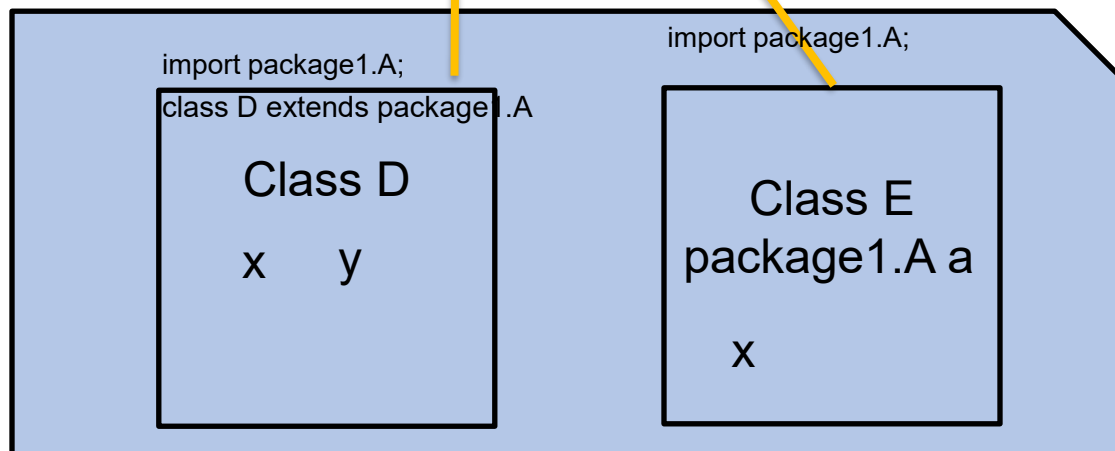 import package1.A;
class D extends package1.A
Class D
x y
import package1.A;
Class E
package1.A a
x